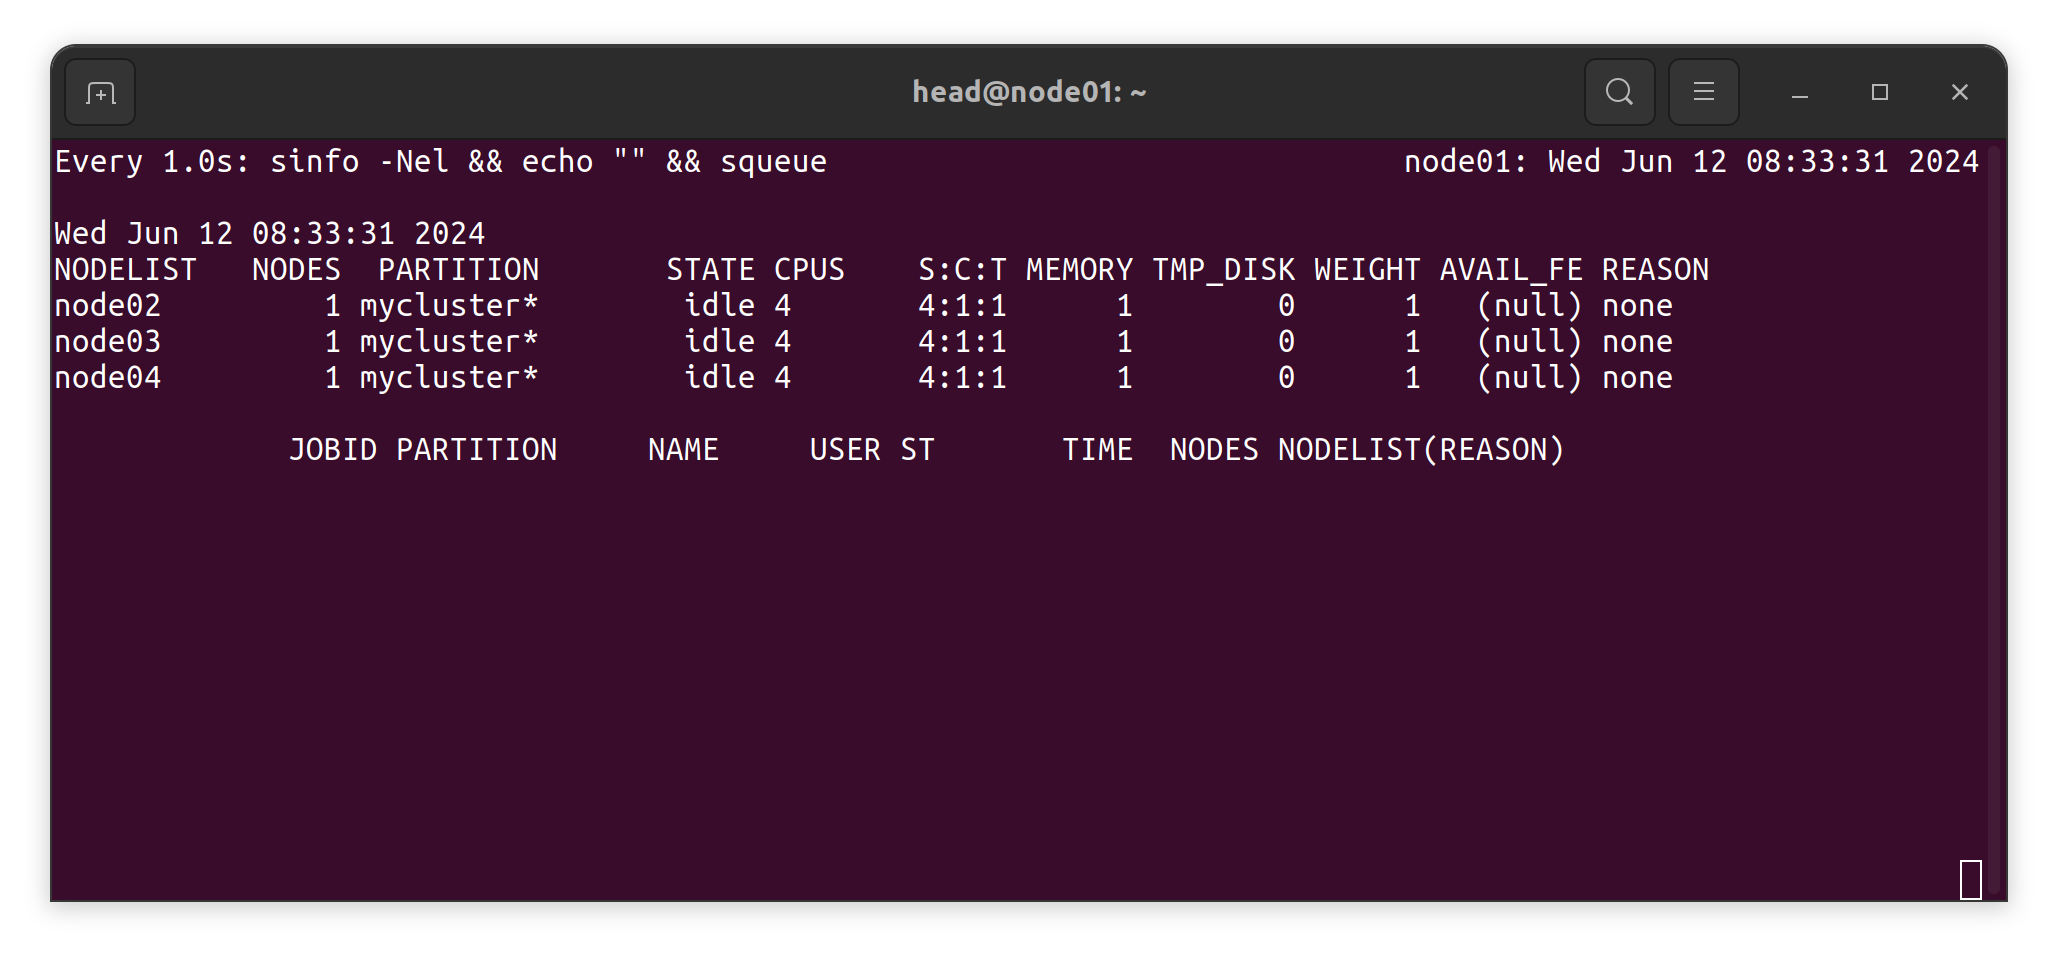 head@node01: ~
Every 1.0s: sinfo -Nel && echo "" && squeue                                node01: Wed Jun 12 08:33:31 2024
Wed Jun 12 08:33:31 2024
NODELIST   NODES  PARTITION       STATE CPUS    S:C:T MEMORY TMP_DISK WEIGHT AVAIL_FE REASON
node02         1 mycluster*        idle 4       4:1:1      1        0      1   (null) none
node03         1 mycluster*        idle 4       4:1:1      1        0      1   (null) none
node04         1 mycluster*        idle 4       4:1:1      1        0      1   (null) none
             JOBID PARTITION     NAME     USER ST       TIME  NODES NODELIST(REASON)